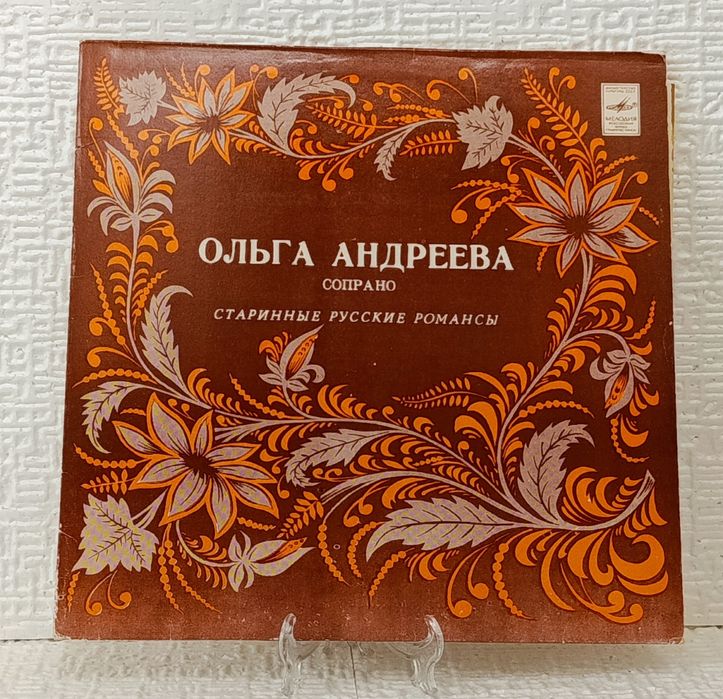 МЕЛОДИЯ
ОЛЬГА АНДРЕЕВА
СОПРАНО
СТАРИННЫЕ РУССКИЕ РОМАНСЫ